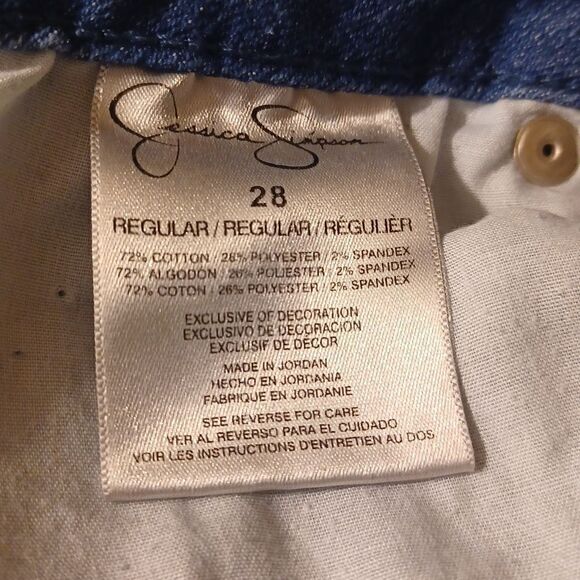 Jessica Simpson
28
REGULAR / REGULAR / RÉGULIER
72% COTTON / 26% POLYESTER / 2% SPANDEX
72% ALGODON / 26% POLIESTER / 2% SPANDEX
72% COTON / 26% POLYESTER / 2% SPANDEX
EXCLUSIVE OF DECORATION
EXCLUSIVO DE DECORACION
EXCLUSIF DE DÉCOR
MADE IN JORDAN
HECHO EN JORDANIA
FABRIQUE EN JORDANIE
SEE REVERSE FOR CARE
VER AL REVERSO PARA EL CUIDADO
VOIR LES INSTRUCTIONS D'ENTRETIEN AU DOS